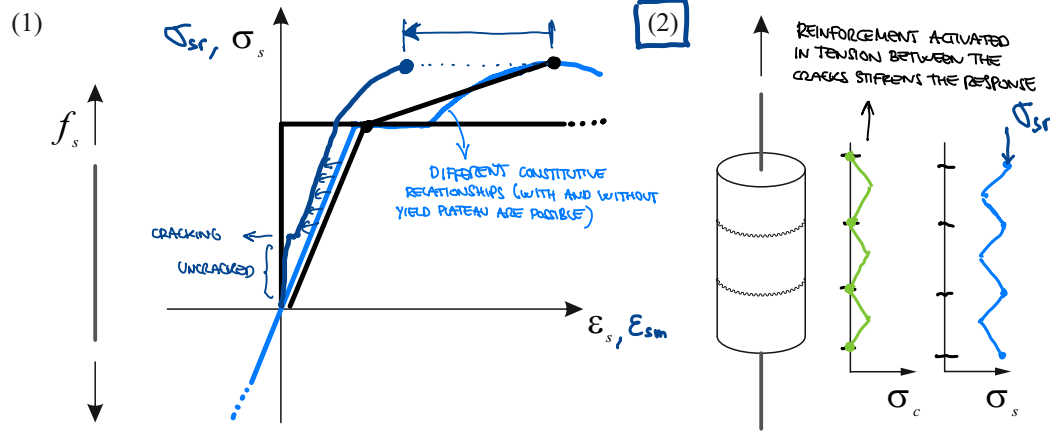 (1)
σsr, σs
fs
CRACKING
UNCRACKED
DIFFERENT CONSTITUTIVE
RELATIONSHIPS (WITH AND WITHOUT
YIELD PLATEAU ARE POSSIBLE)
εs, εsm
(2)
REINFORCEMENT ACTIVATED
IN TENSION BETWEEN THE
CRACKS STIFFENS THE RESPONSE
σsr
σc
σs